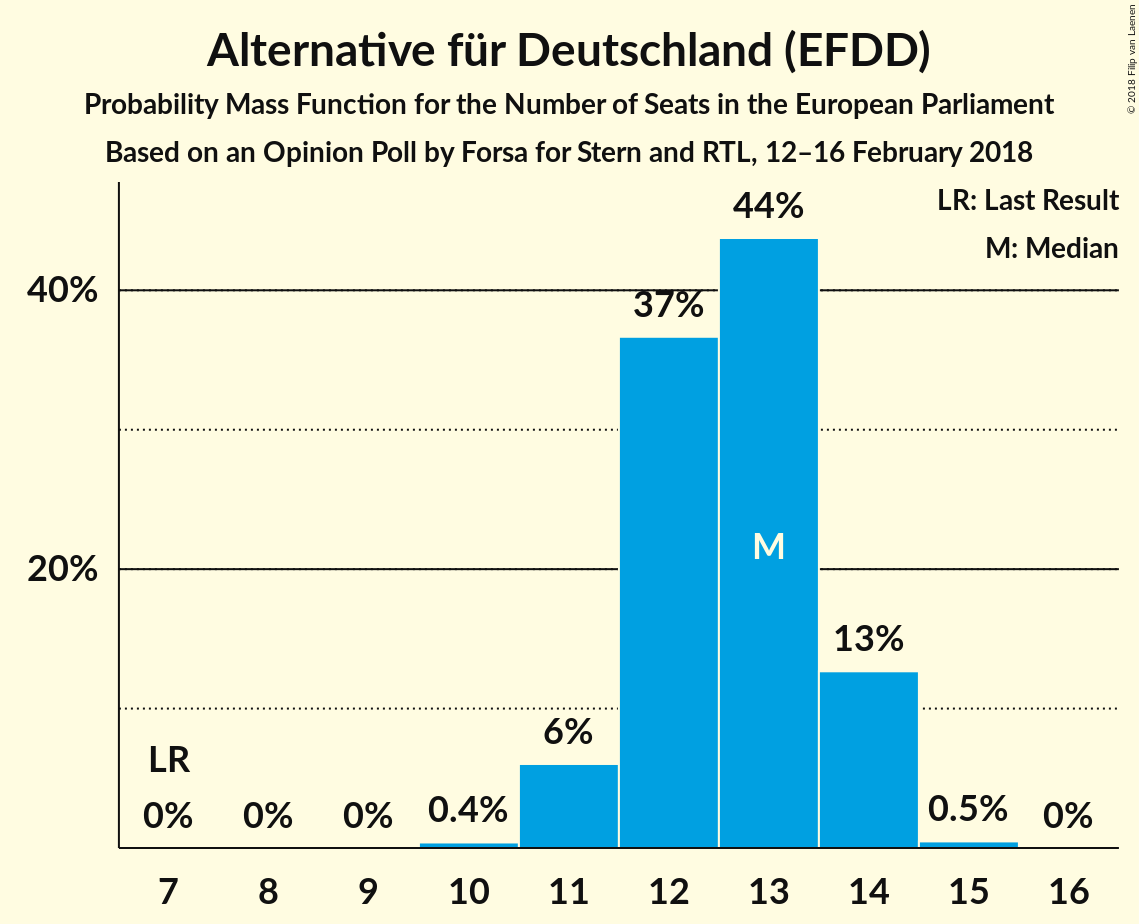 Alternative für Deutschland (EFDD)
Probability Mass Function for the Number of Seats in the European Parliament
Based on an Opinion Poll by Forsa for Stern and RTL, 12–16 February 2018
© 2018 Filip van Laenen
LR: Last Result
M: Median
44%
40%
37%
M
20%
13%
6%
LR
0%
0%
0%
0.4%
0.5%
0%
7
8
9
10
11
12
13
14
15
16